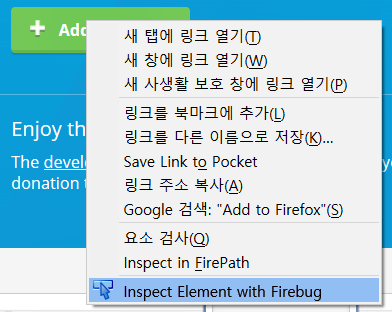 Add
새 탭에 링크 열기(T)
새 창에 링크 열기(W)
새 사생활 보호 창에 링크 열기(P)
링크를 북마크에 추가(L)
링크를 다른 이름으로 저장(K)...
Enjoy th
Save Link to Pocket
The devel
링크 주소 복사(A)
donation t
Google 검색: "Add to Firefox"(S)
요소 검사(Q)
Inspect in FirePath
Inspect Element with Firebug